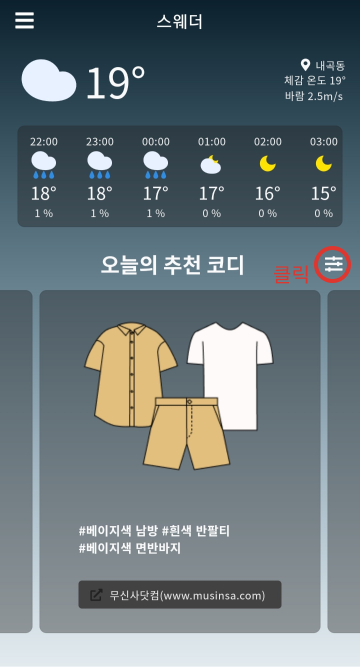 스웨더
19°
내곡동
체감 온도 19°
바람 2.5m/s
22:00 23:00 00:00 01:00 02:00 03:00
18° 18° 17° 17° 16° 15°
1 % 1 % 1 % 0 % 0 % 0 %
오늘의 추천 코디
클릭
#베이지색 남방 #흰색 반팔티
#베이지색 면반바지
무신사닷컴(www.musinsa.com)